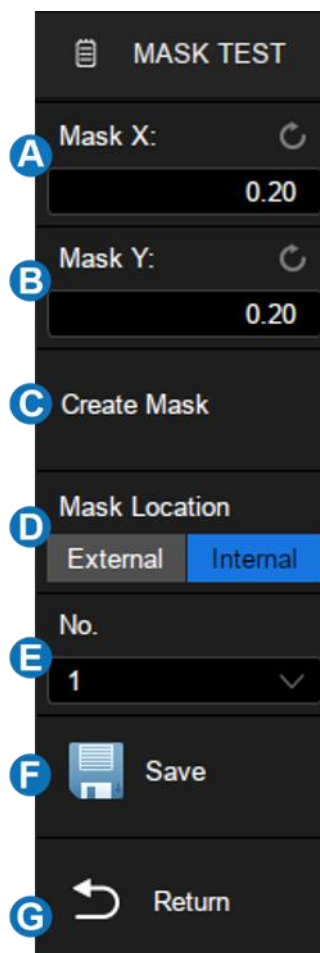 MASK TEST
A
Mask X:
0.20
B
Mask Y:
0.20
C
Create Mask
D
Mask Location
External Internal
E
No.
1
F
Save
G
Return